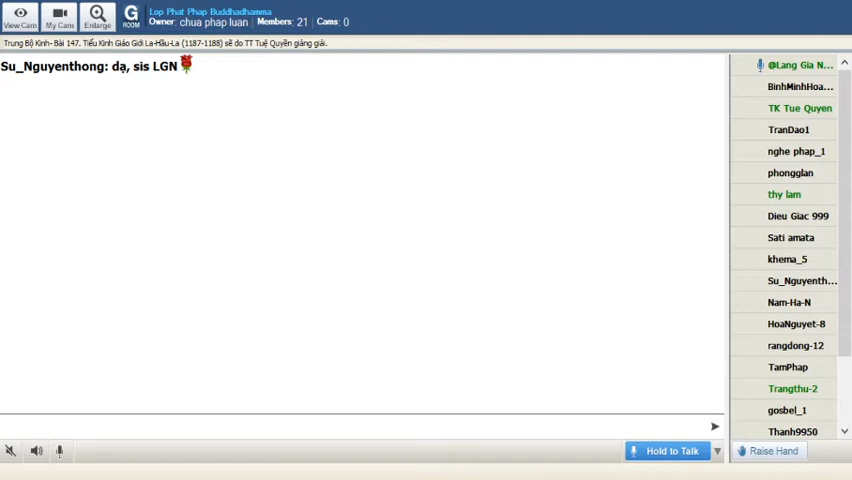 View Cam
My Cam
Enlarge
G
ROOM
Lop Phat Phap Buddhadhamma
Owner: chua phap luan Members: 21 Cams: 0
Trung Bộ Kinh- Bài 147. Tiểu Kinh Giáo Giới La-Hầu-La (1187-1188) sẽ do TT Tuệ Quyền giảng giải.
Su_Nguyenthong: dạ, sis LGN
@Lang Gia N...
BinhMinhHoa...
TK Tue Quyen
TranDao1
nghe phap_1
phongglan
thy lam
Dieu Giac 999
Sati amata
khema_5
Su_Nguyenth...
Nam-Ha-N
HoaNguyet-8
rangdong-12
TamPhap
Trangthu-2
gosbel_1
Thanh9950
Hold to Talk
Raise Hand